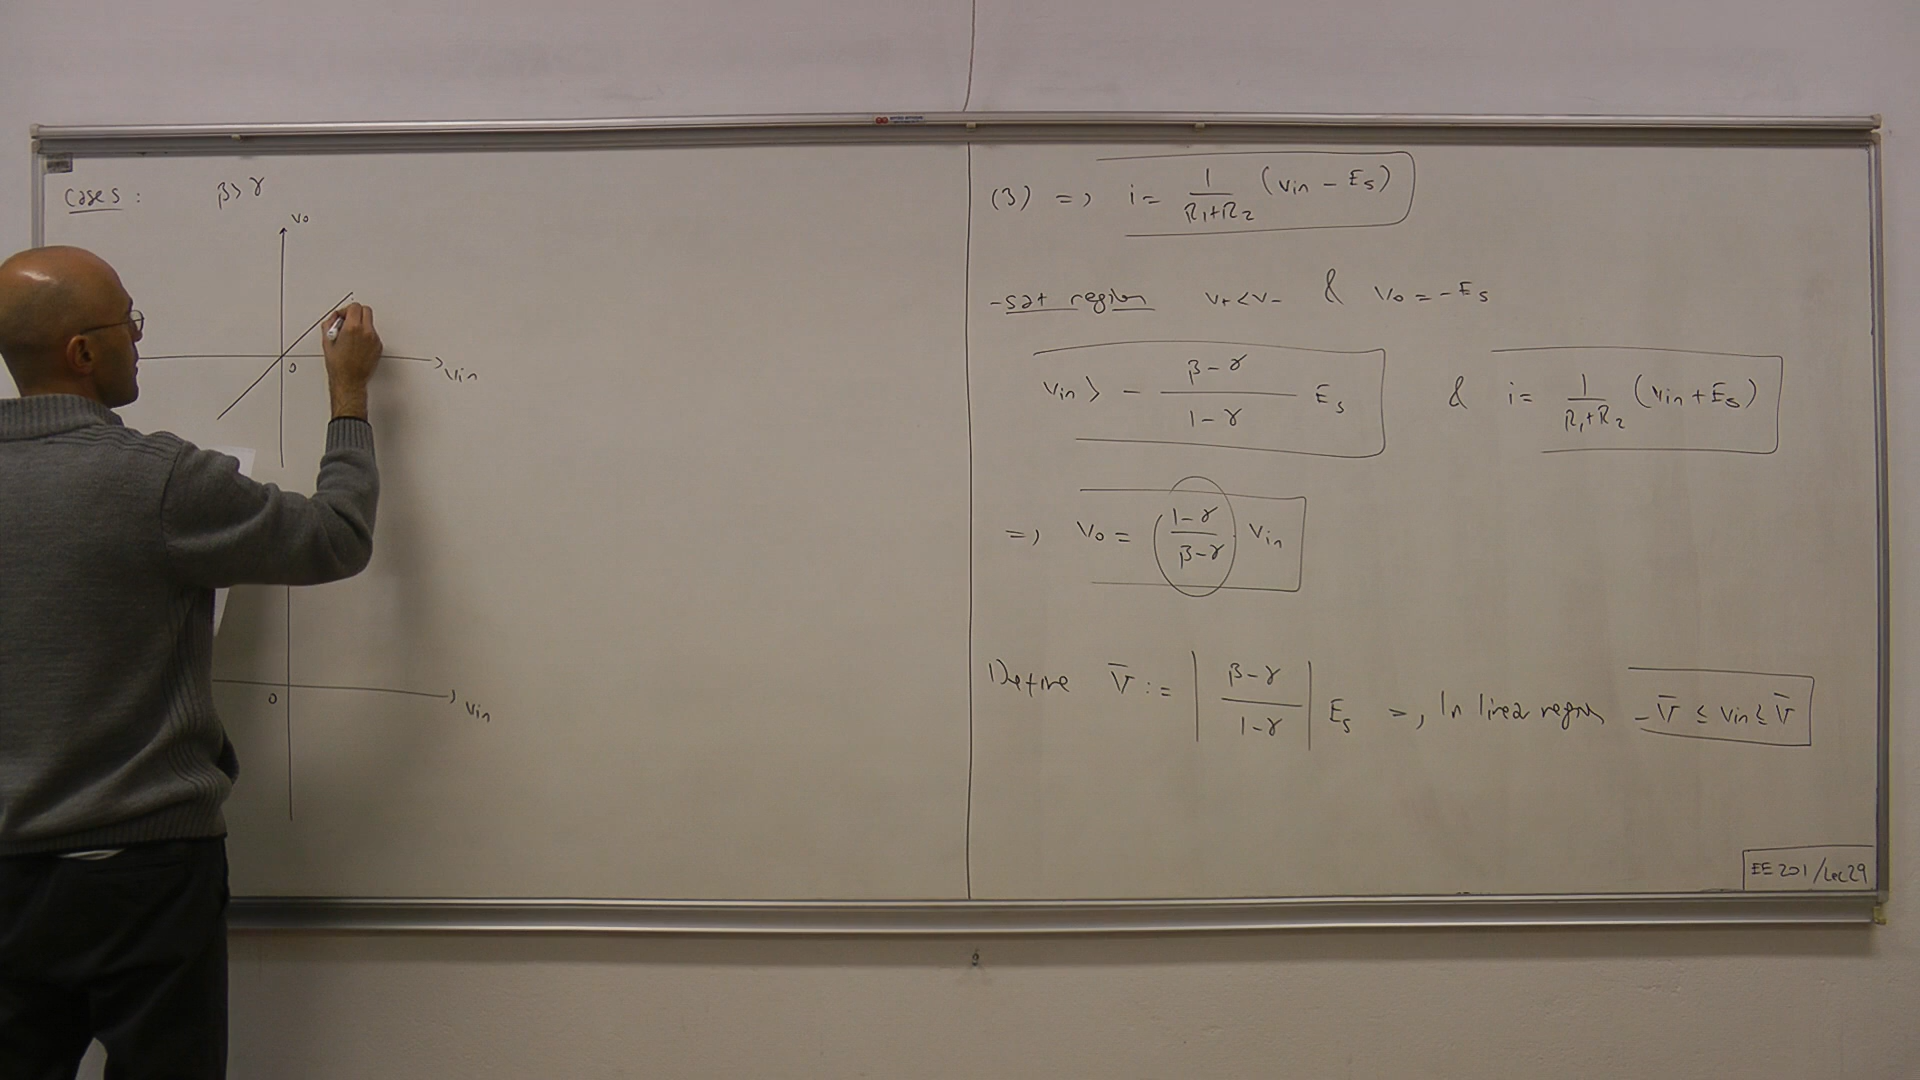 Cases : β > γ
Vo
0
Vin
0
Vin
(3) => i = 1/(R1+R2) (Vin - Es)
-sat region V+ < V- & Vo = -Es
Vin > - (β-γ)/(1-γ) Es & i = 1/(R1+R2) (Vin + Es)
=> Vo = (1-γ)/(β-γ) Vin
Define V̅ := |(β-γ)/(1-γ)| Es => In linear region -V̅ ≤ Vin ≤ V̅
EE 201 / Lec 29